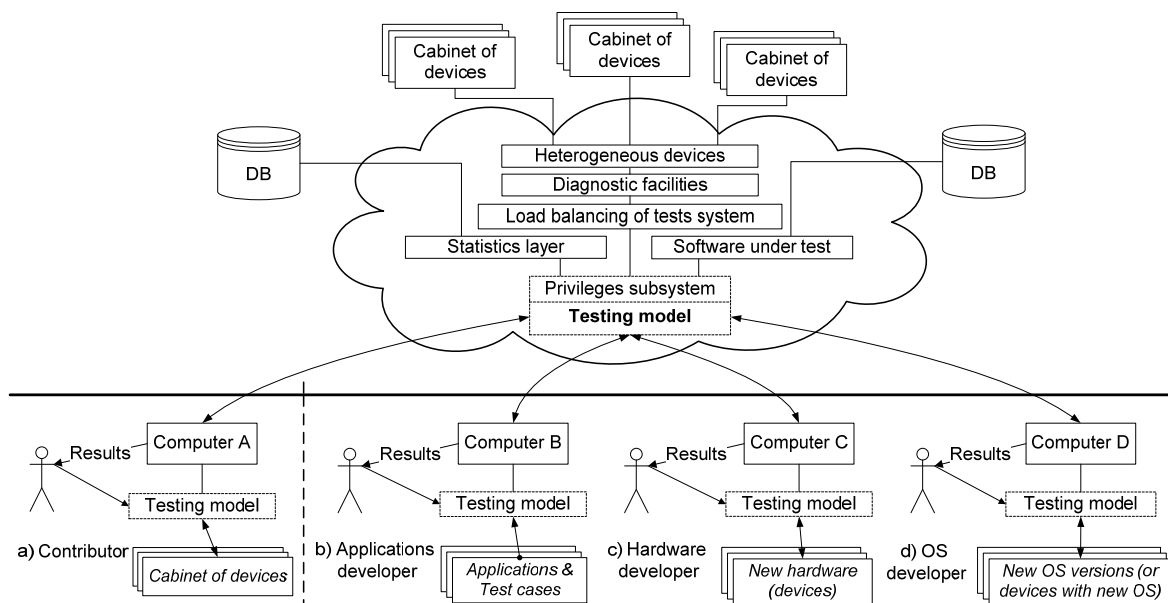 Cabinet of
devices
Cabinet of
devices
Cabinet of
devices
DB
DB
Heterogeneous devices
Diagnostic facilities
Load balancing of tests system
Statistics layer
Software under test
Privileges subsystem
Testing model
Computer A
Results
Testing model
a) Contributor
Cabinet of devices
Computer B
Results
Testing model
b) Applications
developer
Applications &
Test cases
Computer C
Results
Testing model
c) Hardware
developer
New hardware
(devices)
Computer D
Results
Testing model
d) OS
developer
New OS versions (or
devices with new OS)